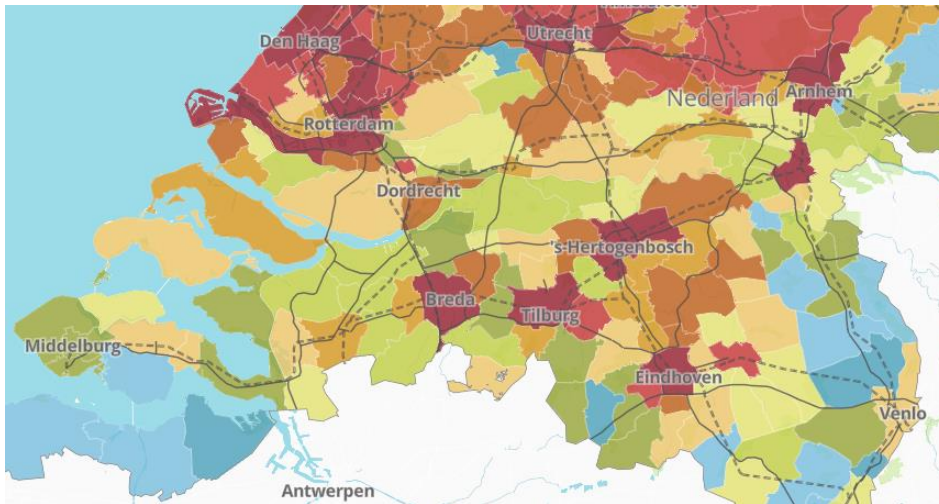 Utrecht
Den Haag
Nederland
Arnhem
Rotterdam
Dordrecht
's-Hertogenbosch
Breda
Tilburg
Middelburg
Eindhoven
Venlo
Antwerpen